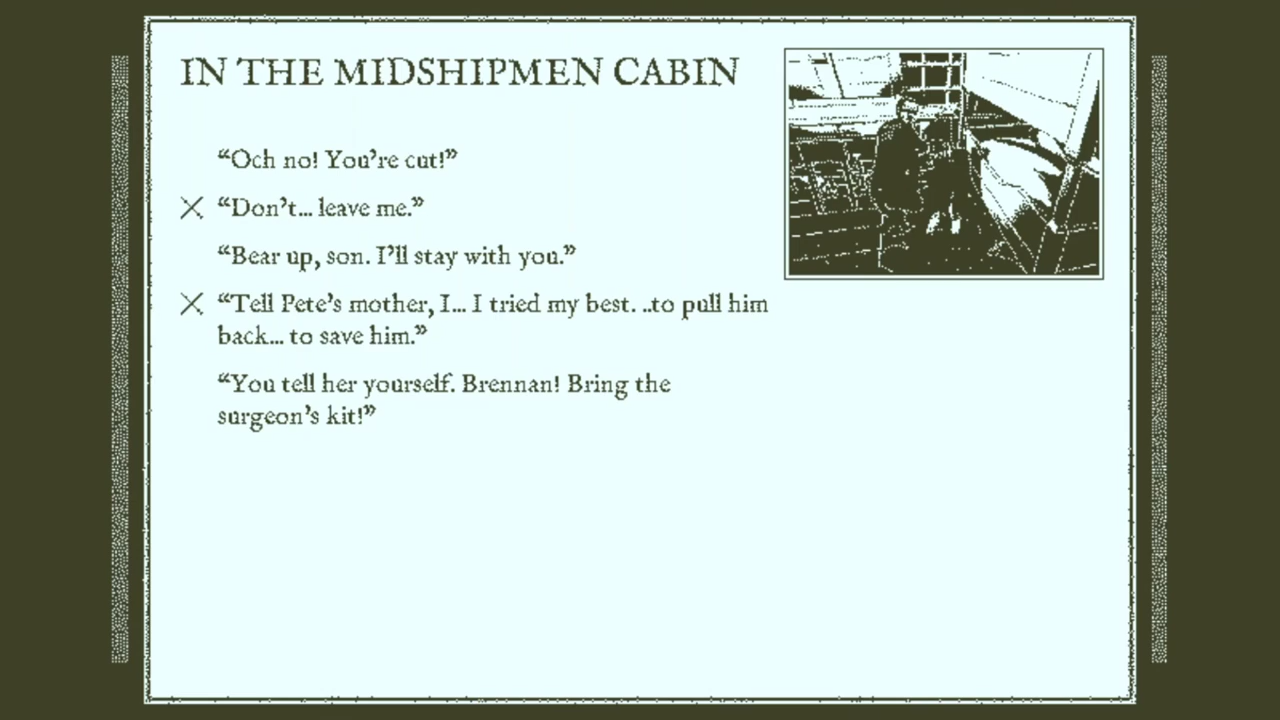 IN THE MIDSHIPMEN CABIN
“Och no! You’re cut!”
“Don’t... leave me.”
“Bear up, son. I’ll stay with you.”
“Tell Pete’s mother, I... I tried my best. ..to pull him
back... to save him.”
“You tell her yourself. Brennan! Bring the
surgeon’s kit!”